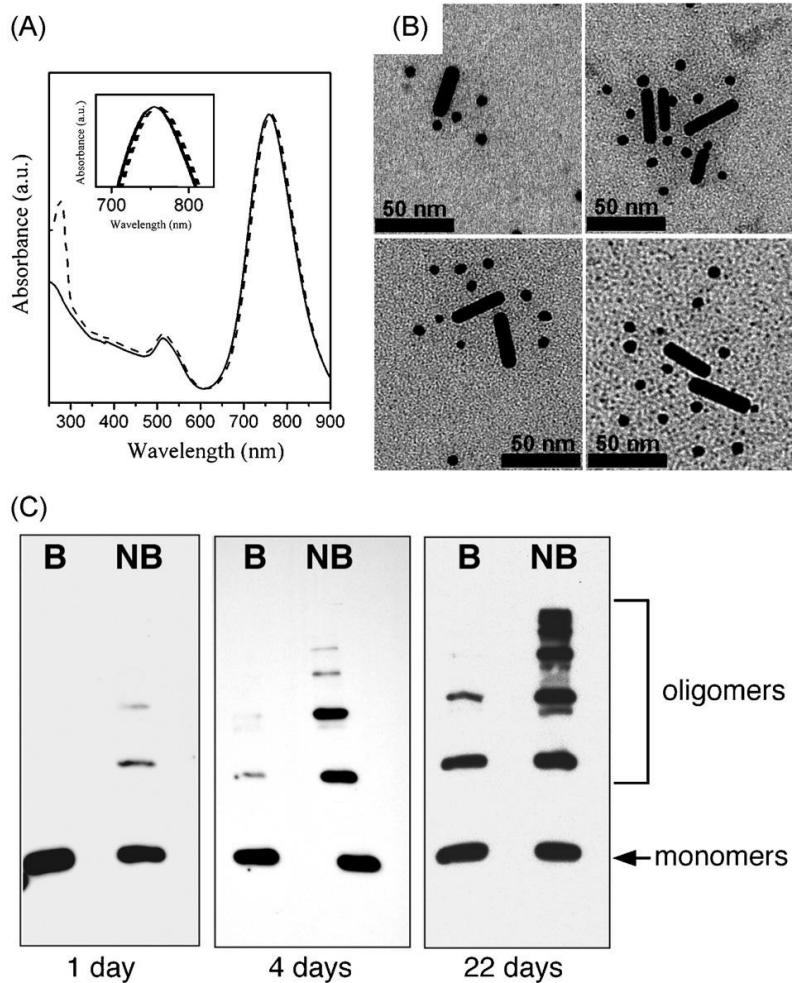 (A)
(B)
Absorbance (a.u.)
Absorbance (a.u.)
700
800
Wavelength (nm)
250 300 400 500 600 700 800 900
Wavelength (nm)
50 nm
50 nm
50 nm
50 nm
(C)
B NB
B NB
B NB
oligomers
monomers
1 day
4 days
22 days